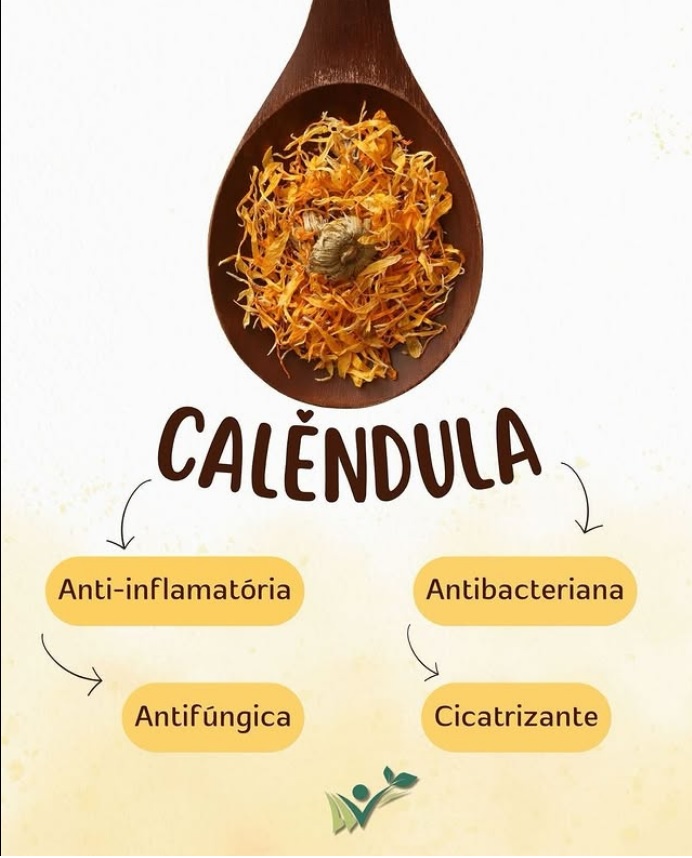 CALĚNDULA
Anti-inflamatória
Antibacteriana
Antifúngica
Cicatrizante